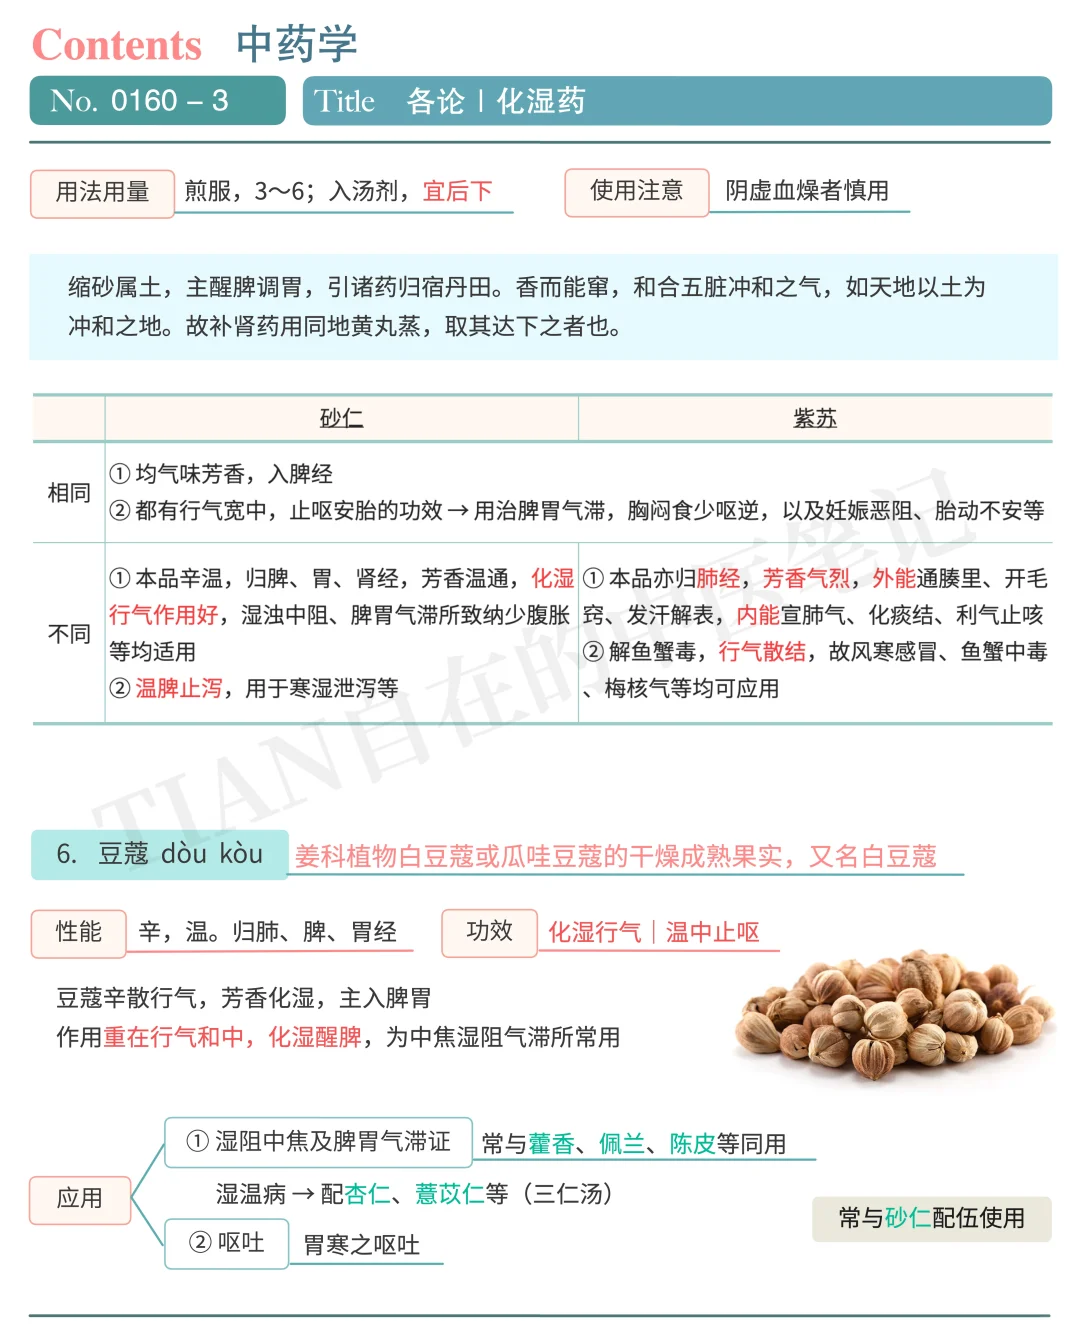 Contents 中药学
No. 0160 – 3
Title 各论｜化湿药
用法用量 煎服，3～6；入汤剂，宜后下
使用注意 阴虚血燥者慎用
缩砂属土，主醒脾调胃，引诸药归宿丹田。香而能窜，和合五脏冲和之气，如天地以土为
冲和之地。故补肾药用同地黄丸蒸，取其达下之者也。
砂仁
紫苏
相同
① 均气味芳香，入脾经
② 都有行气宽中，止呕安胎的功效 → 用治脾胃气滞，胸闷食少呕逆，以及妊娠恶阻、胎动不安等
不同
① 本品辛温，归脾、胃、肾经，芳香温通，化湿
行气作用好，湿浊中阻、脾胃气滞所致纳少腹胀
等均适用
② 温脾止泻，用于寒湿泄泻等
① 本品亦归肺经，芳香气烈，外能通腠里、开毛
窍、发汗解表，内能宣肺气、化痰结、利气止咳
② 解鱼蟹毒，行气散结，故风寒感冒、鱼蟹中毒
、梅核气等均可应用
TIAN自在的中医笔记
6. 豆蔻 dòu kòu 姜科植物白豆蔻或瓜哇豆蔻的干燥成熟果实，又名白豆蔻
性能 辛，温。归肺、脾、胃经
功效 化湿行气｜温中止呕
豆蔻辛散行气，芳香化湿，主入脾胃
作用重在行气和中，化湿醒脾，为中焦湿阻气滞所常用
应用
① 湿阻中焦及脾胃气滞证 常与藿香、佩兰、陈皮等同用
湿温病 → 配杏仁、薏苡仁等（三仁汤）
② 呕吐 胃寒之呕吐
常与砂仁配伍使用